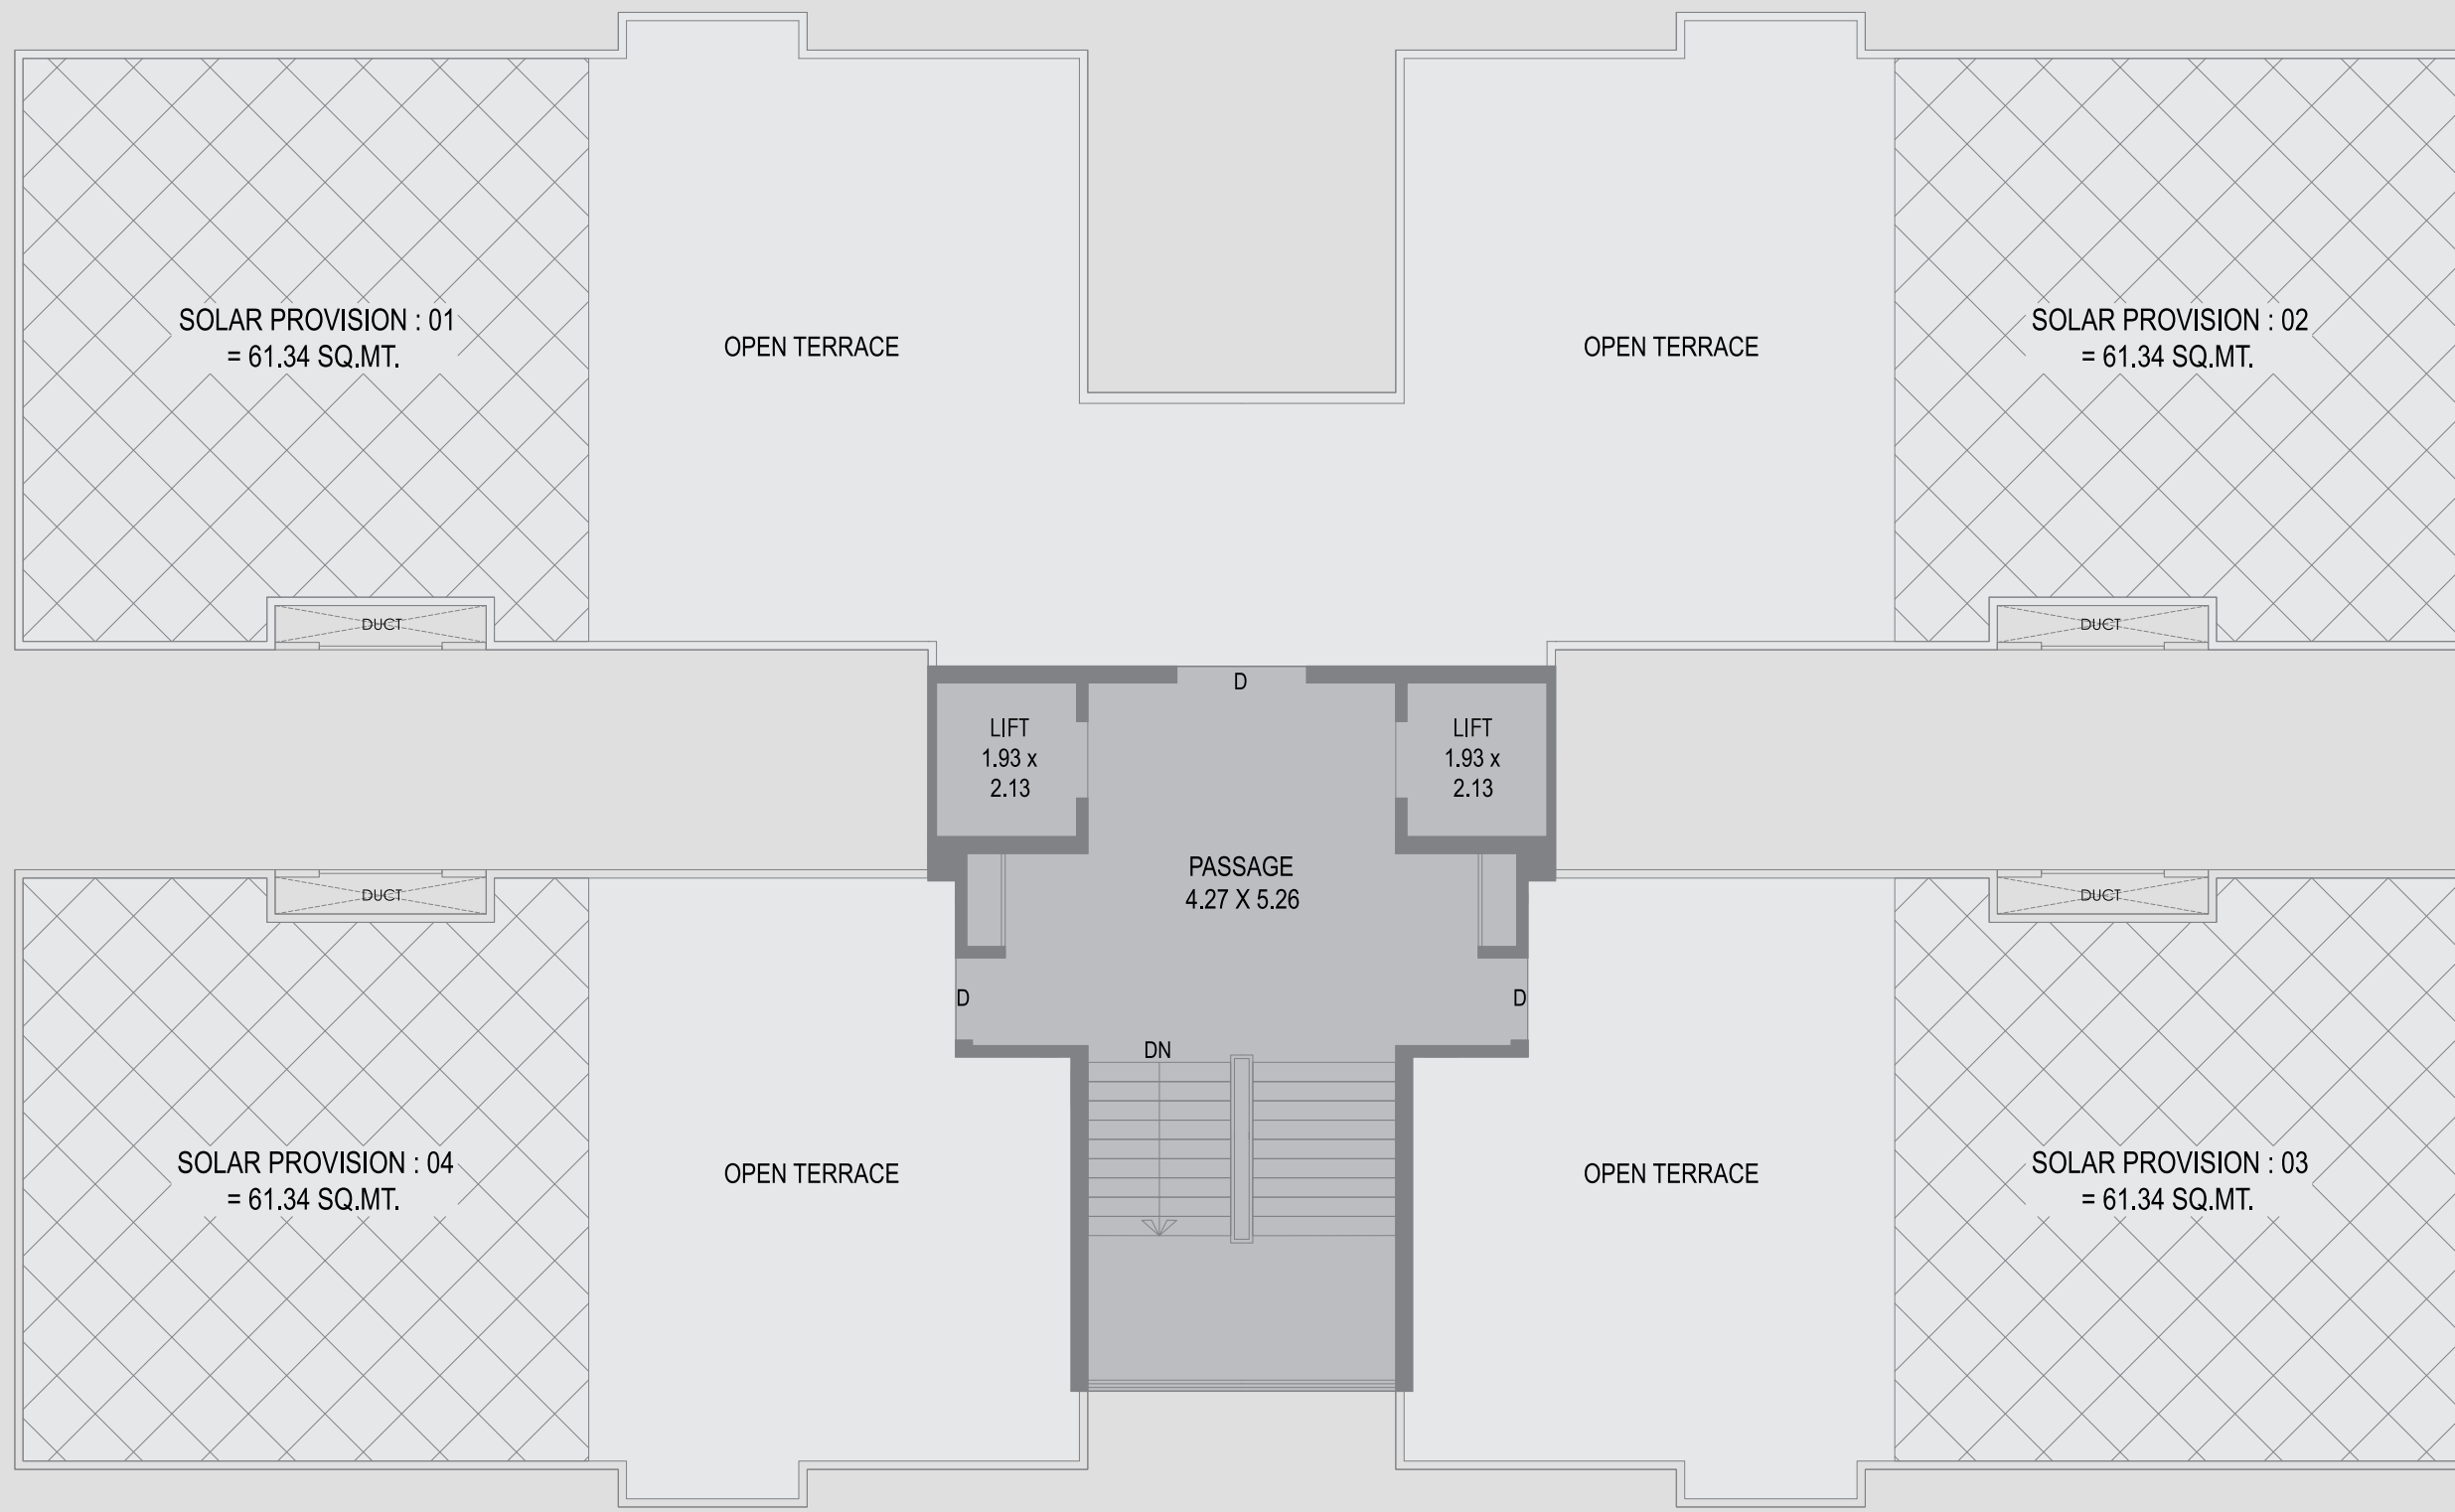 SOLAR PROVISION : 01
= 61.34 SQ.MT.
OPEN TERRACE
OPEN TERRACE
SOLAR PROVISION : 02
= 61.34 SQ.MT.
DUCT
DUCT
D
LIFT
1.93 x
2.13
LIFT
1.93 x
2.13
PASSAGE
4.27 X 5.26
DUCT
DUCT
D
D
DN
SOLAR PROVISION : 04
= 61.34 SQ.MT.
OPEN TERRACE
OPEN TERRACE
SOLAR PROVISION : 03
= 61.34 SQ.MT.